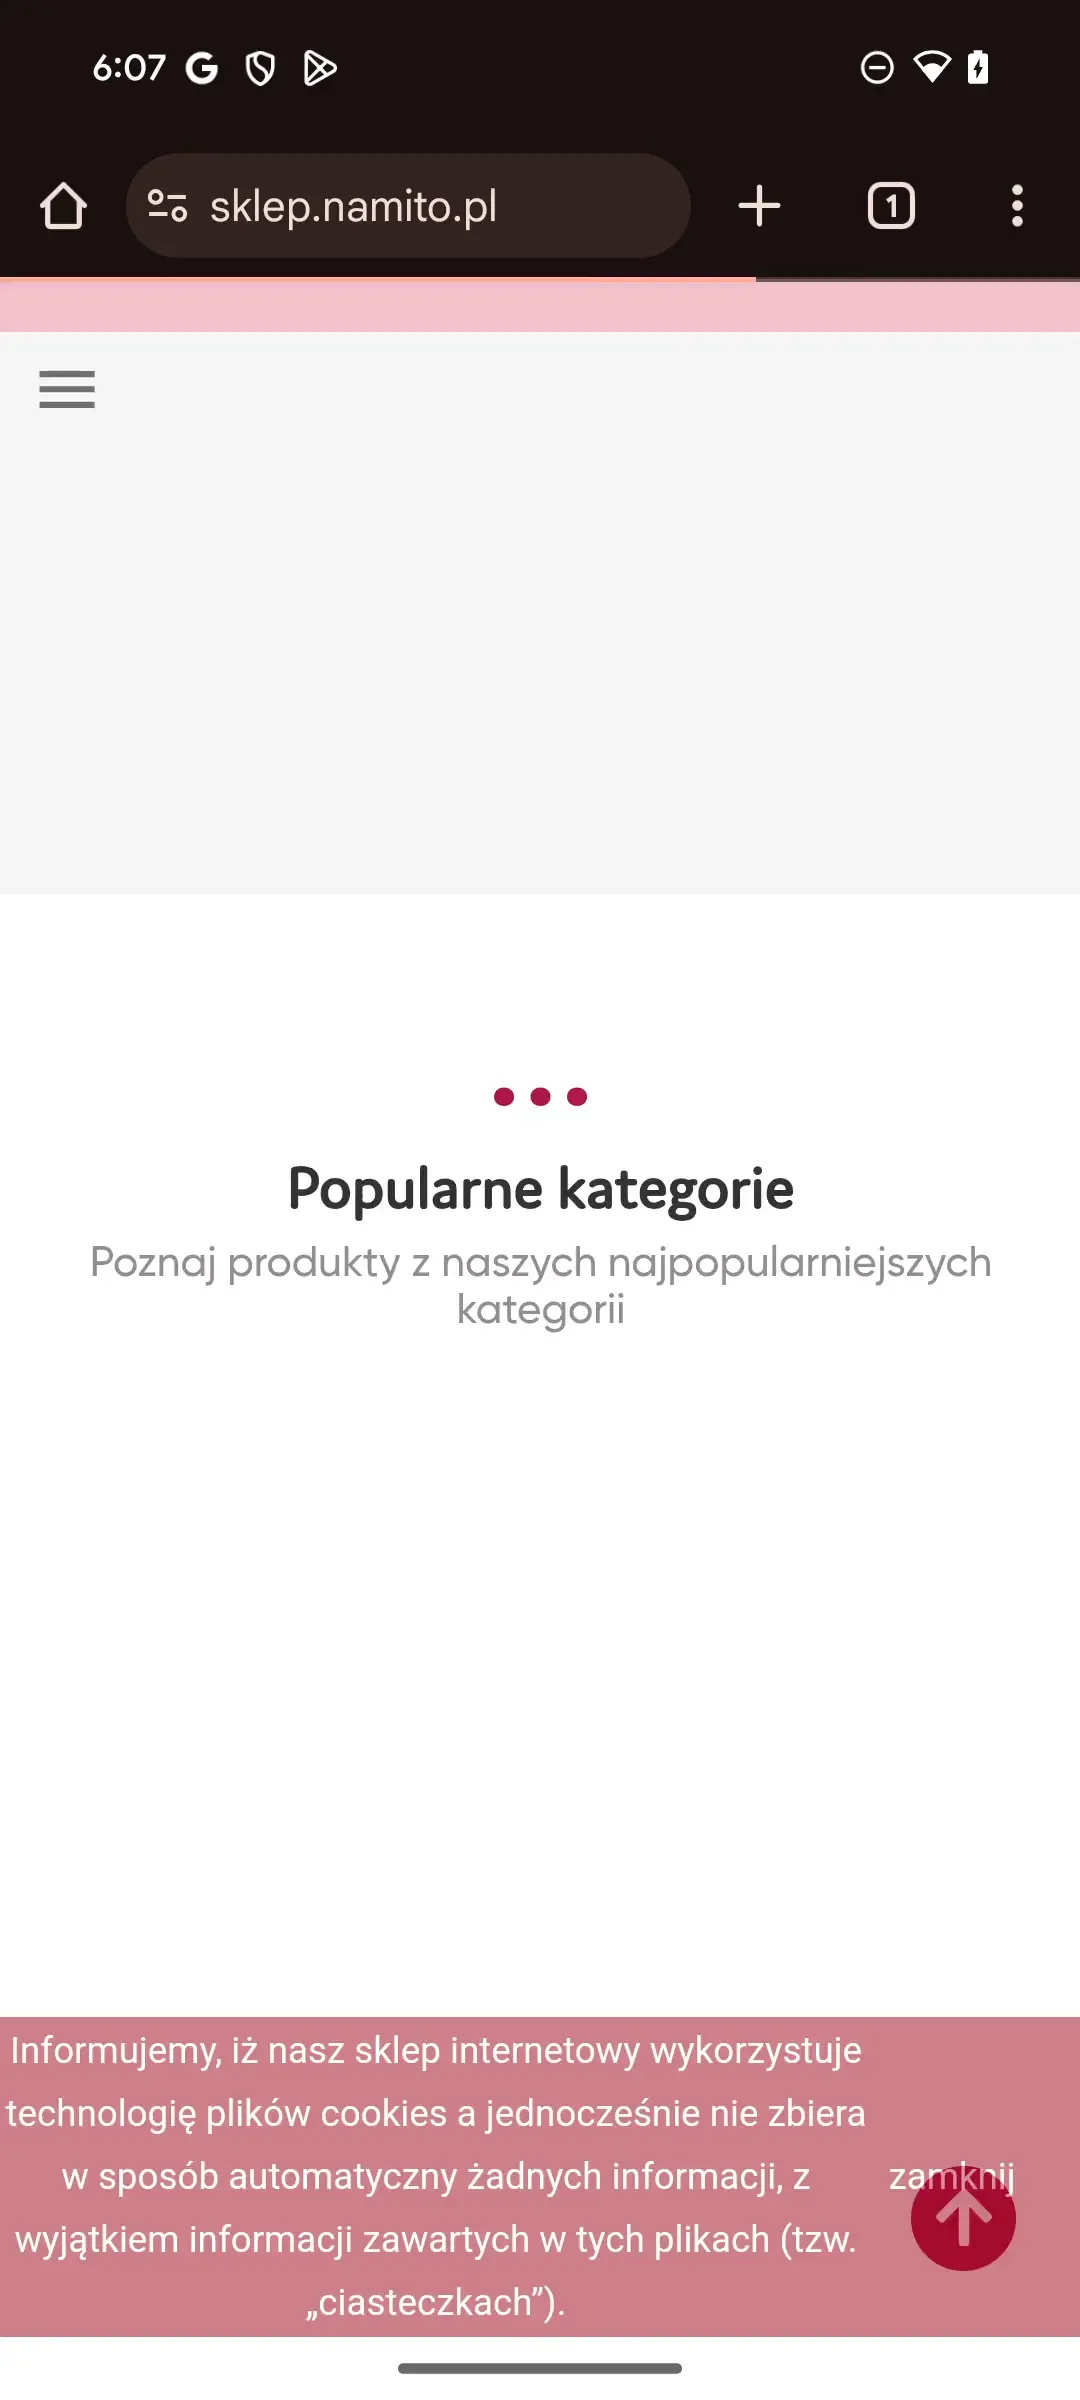 6:07
sklep.namito.pl
1
Popularne kategorie
Poznaj produkty z naszych najpopularniejszych
kategorii
Informujemy, iż nasz sklep internetowy wykorzystuje
technologię plików cookies a jednocześnie nie zbiera
w sposób automatyczny żadnych informacji, z
wyjątkiem informacji zawartych w tych plikach (tzw.
„ciasteczkach”).
zamknij